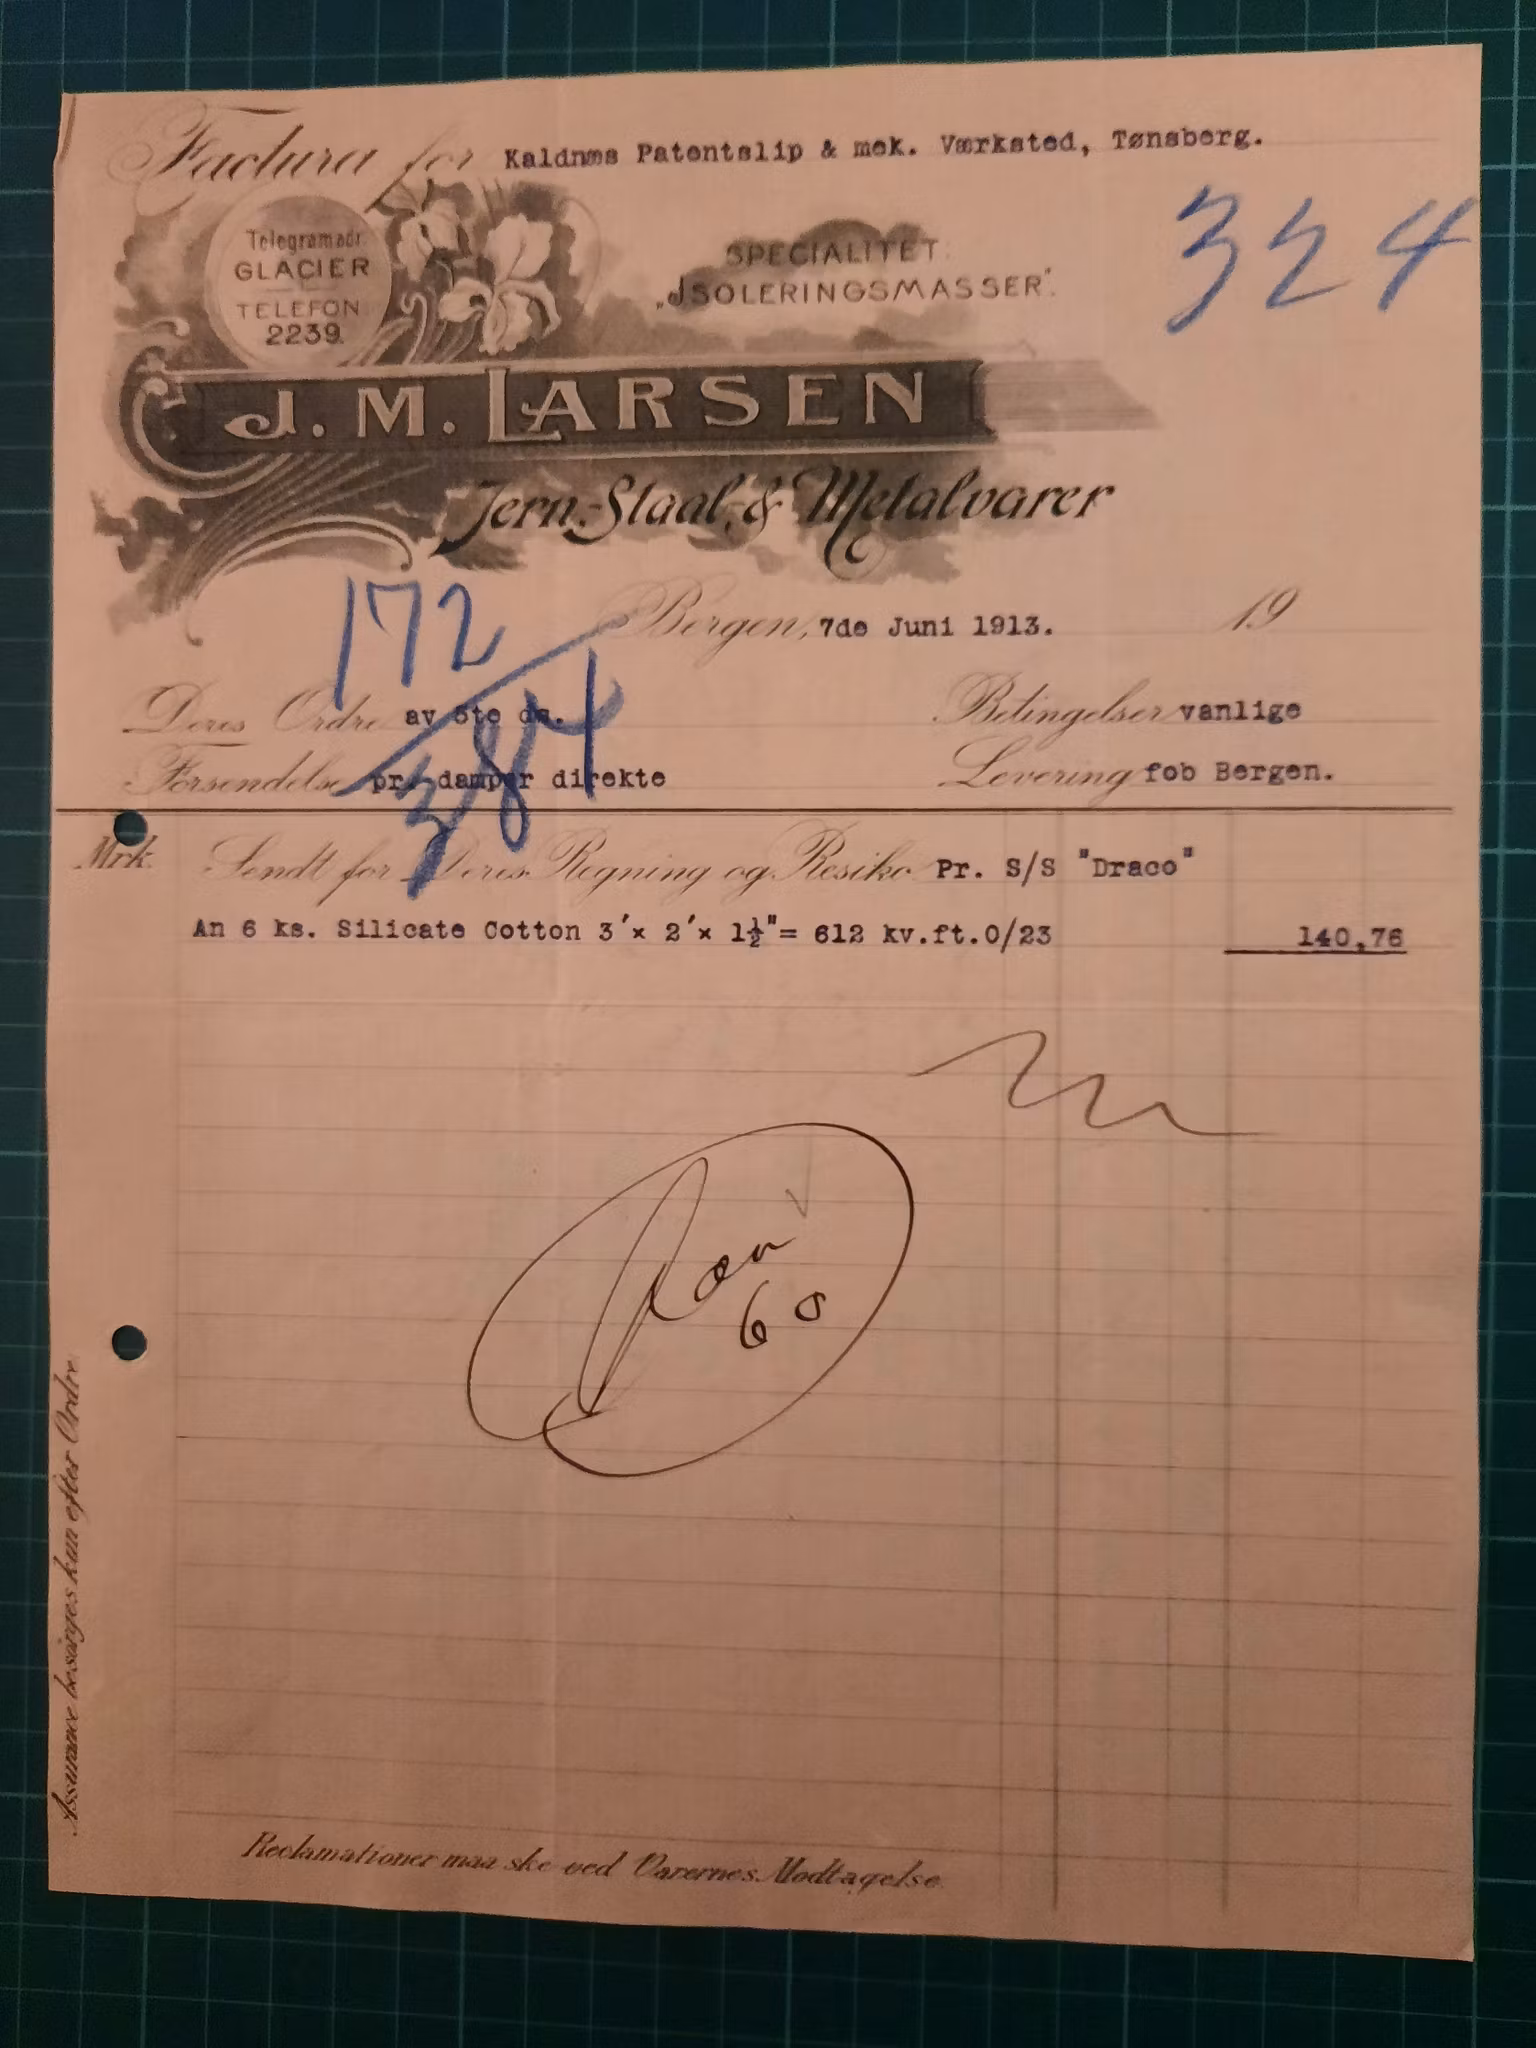 Factura for Kaldnæs Patentslip & mek. Værksted, Tønsberg.
324
Telegramadr.
GLACIER
TELEFON
2239.
SPECIALITET:
„ISOLERINGSMASSER".
J. M. LARSEN
Jern,- Staal,- & Metalvarer
172
384
Bergen, 7de Juni 1913. 19
Deres Ordre av 5te ds.
Betingelser vanlige
Forsendelse pr. damper direkte
Levering fob Bergen.
Mrk. Sendt for Deres Regning og Resiko Pr. S/S "Draco"
An 6 ks. Silicate Cotton 3'x 2'x 1½"= 612 kv.ft.0/23 140,76
60
Assurance besørges kun efter Ordre
Reclamationer maa ske ved Varernes Modtagelse